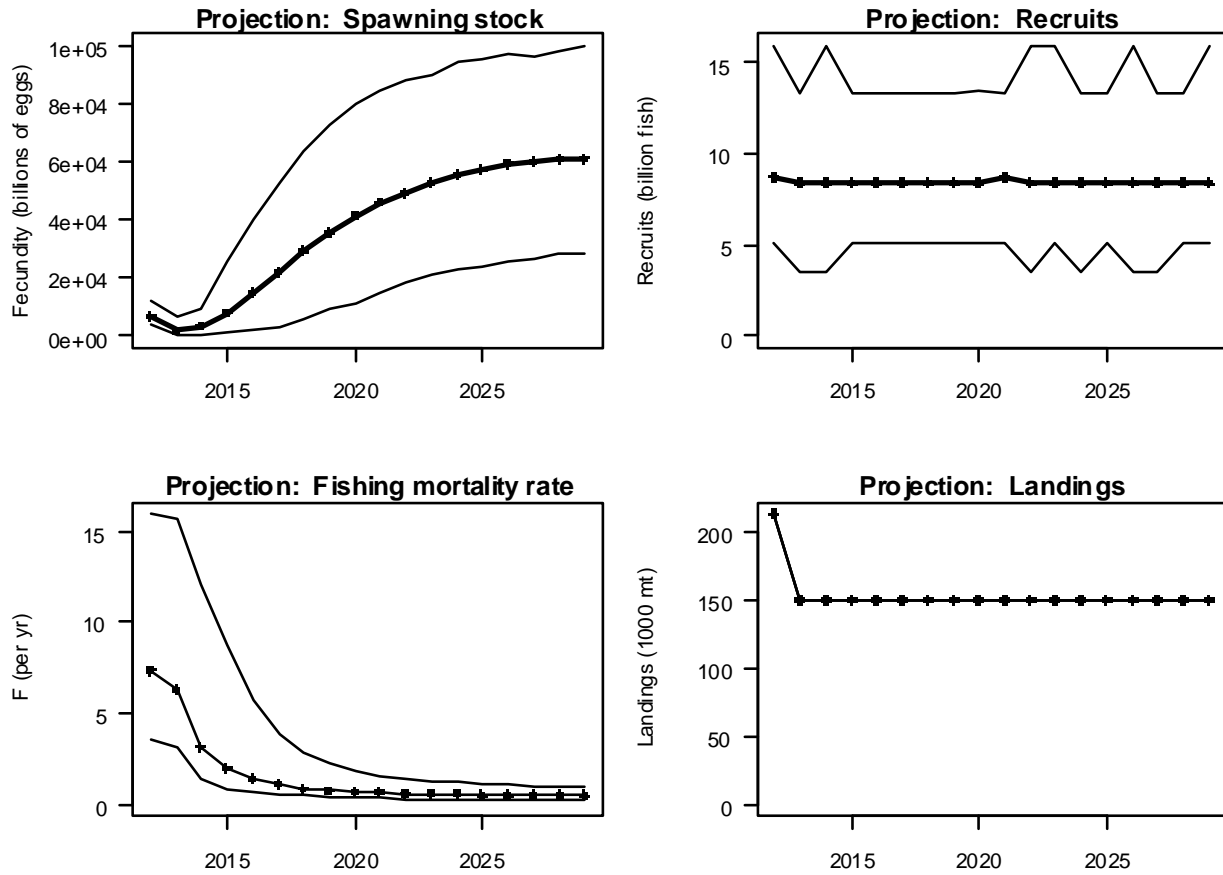 Projection: Spawning stock
Fecundity (billions of eggs)
1e+05
8e+04
6e+04
4e+04
2e+04
0e+00
2015 2020 2025
Projection: Recruits
Recruits (billion fish)
15
10
5
0
2015 2020 2025
Projection: Fishing mortality rate
F (per yr)
15
10
5
0
2015 2020 2025
Projection: Landings
Landings (1000 mt)
200
150
100
50
0
2015 2020 2025